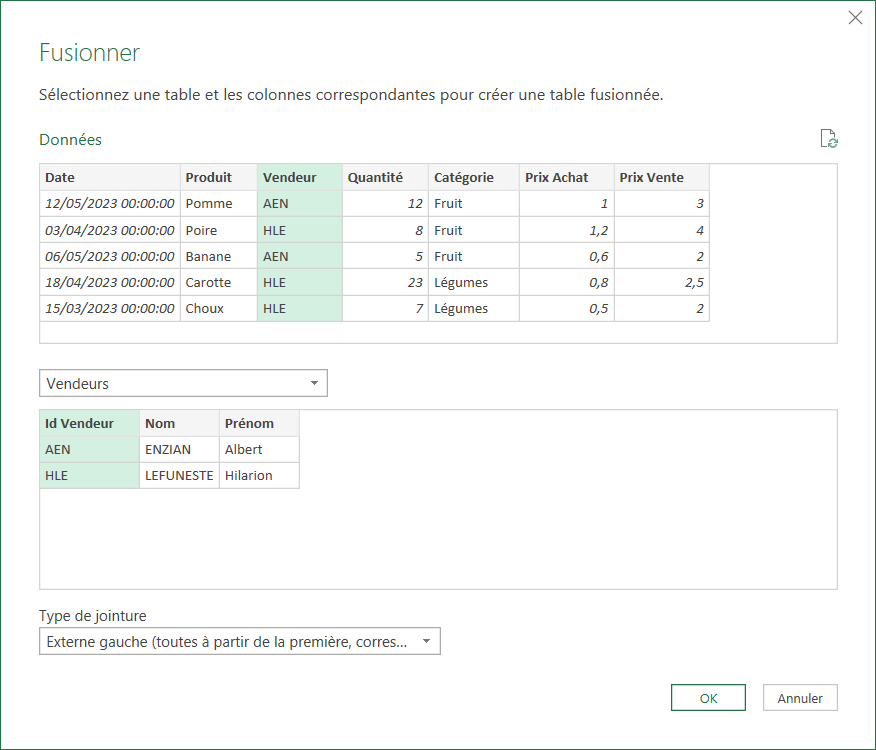 Fusionner
Sélectionnez une table et les colonnes correspondantes pour créer une table fusionnée.
Données
Date Produit Vendeur Quantité Catégorie Prix Achat Prix Vente
12/05/2023 00:00:00 Pomme AEN 12 Fruit 1 3
03/04/2023 00:00:00 Poire HLE 8 Fruit 1,2 4
06/05/2023 00:00:00 Banane AEN 5 Fruit 0,6 2
18/04/2023 00:00:00 Carotte HLE 23 Légumes 0,8 2,5
15/03/2023 00:00:00 Choux HLE 7 Légumes 0,5 2
Vendeurs
Id Vendeur Nom Prénom
AEN ENZIAN Albert
HLE LEFUNESTE Hilarion
Type de jointure
Externe gauche (toutes à partir de la première, corres...
OK Annuler